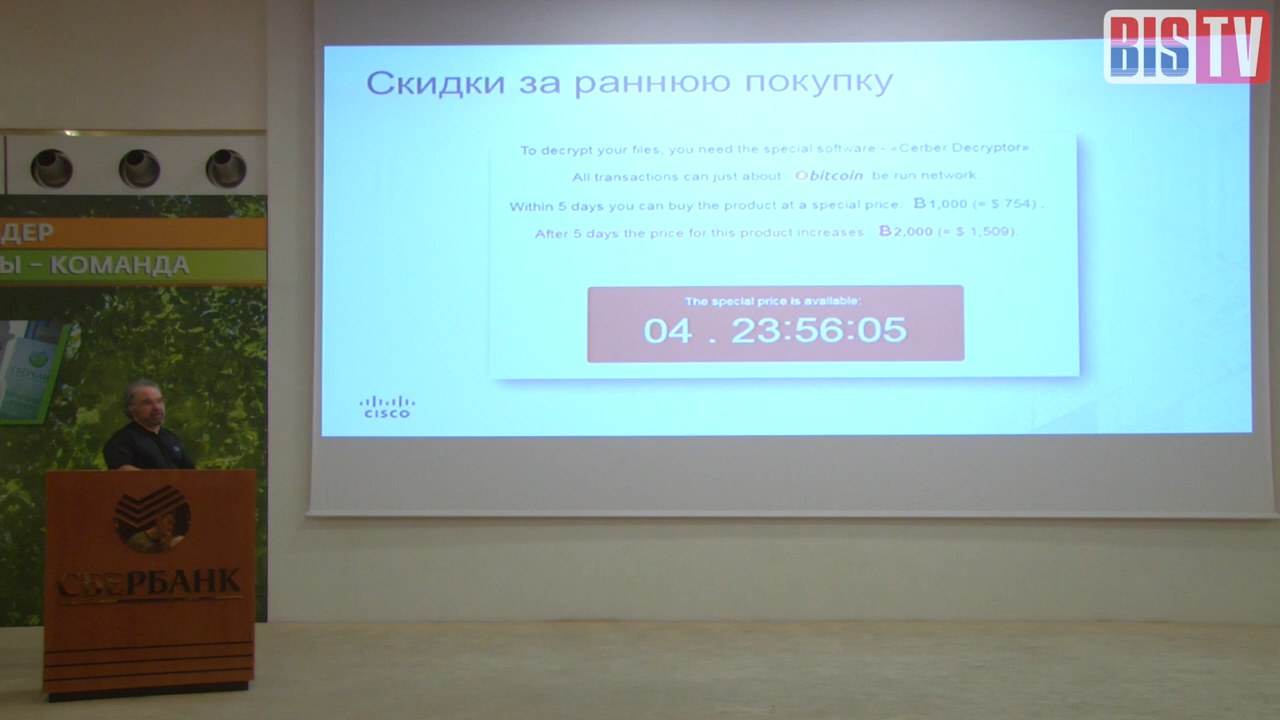 BIS TV
Скидки за раннюю покупку
To decrypt your files, you need the special software - «Cerber Decryptor».
All transactions can just about bitcoin be run network.
Within 5 days you can buy the product at a special price: Ƀ1,000 (≈ $ 754) .
After 5 days the price for this product increases: Ƀ2,000 (≈ $ 1,509).
The special price is available:
04 . 23:56:05
CISCO
ДЕР
Ы – КОМАНДА
СБЕРБАНК